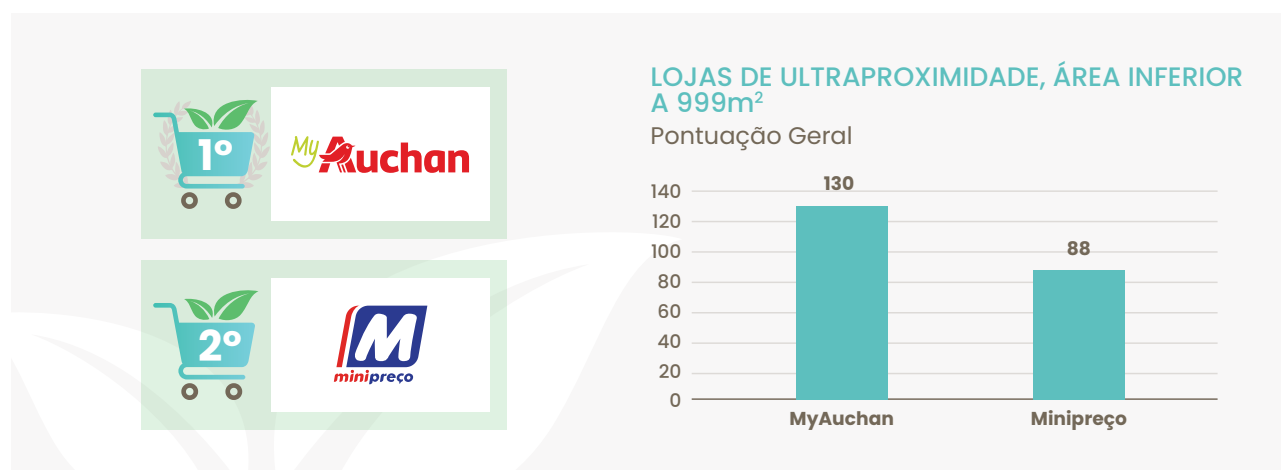 1º
MyAuchan
2º
M
minipreço
LOJAS DE ULTRAPROXIMIDADE, ÁREA INFERIOR
A 999m²
Pontuação Geral
140
120
100
80
60
40
20
0
130
88
MyAuchan
Minipreço